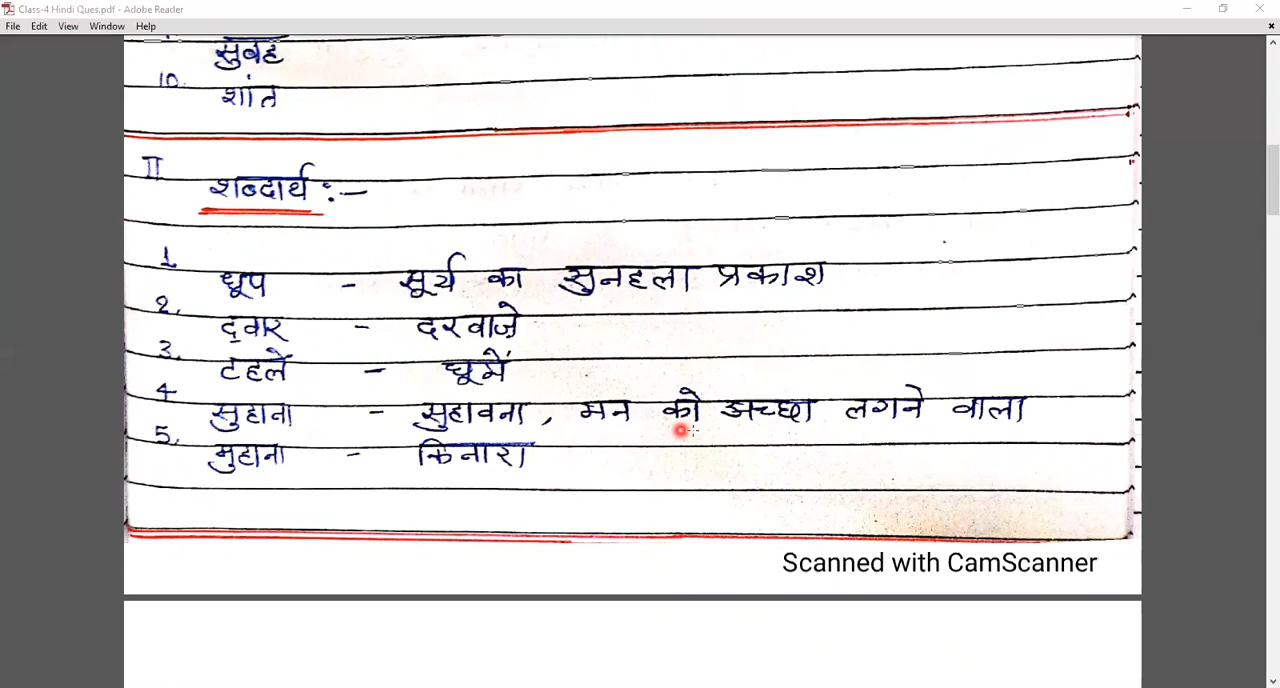 Class-4 Hindi Ques.pdf - Adobe Reader
File Edit View Window Help
सुबह
10.
शांत
II
शब्दार्थ :-
1
धूप - सूर्य का सुनहला प्रकाश
2.
द्वार - दरवाज़े
3.
टहलें - घूमें
4
सुहाना - सुहावना, मन को अच्छा लगने वाला
5.
मुहाना - किनारा
Scanned with CamScanner